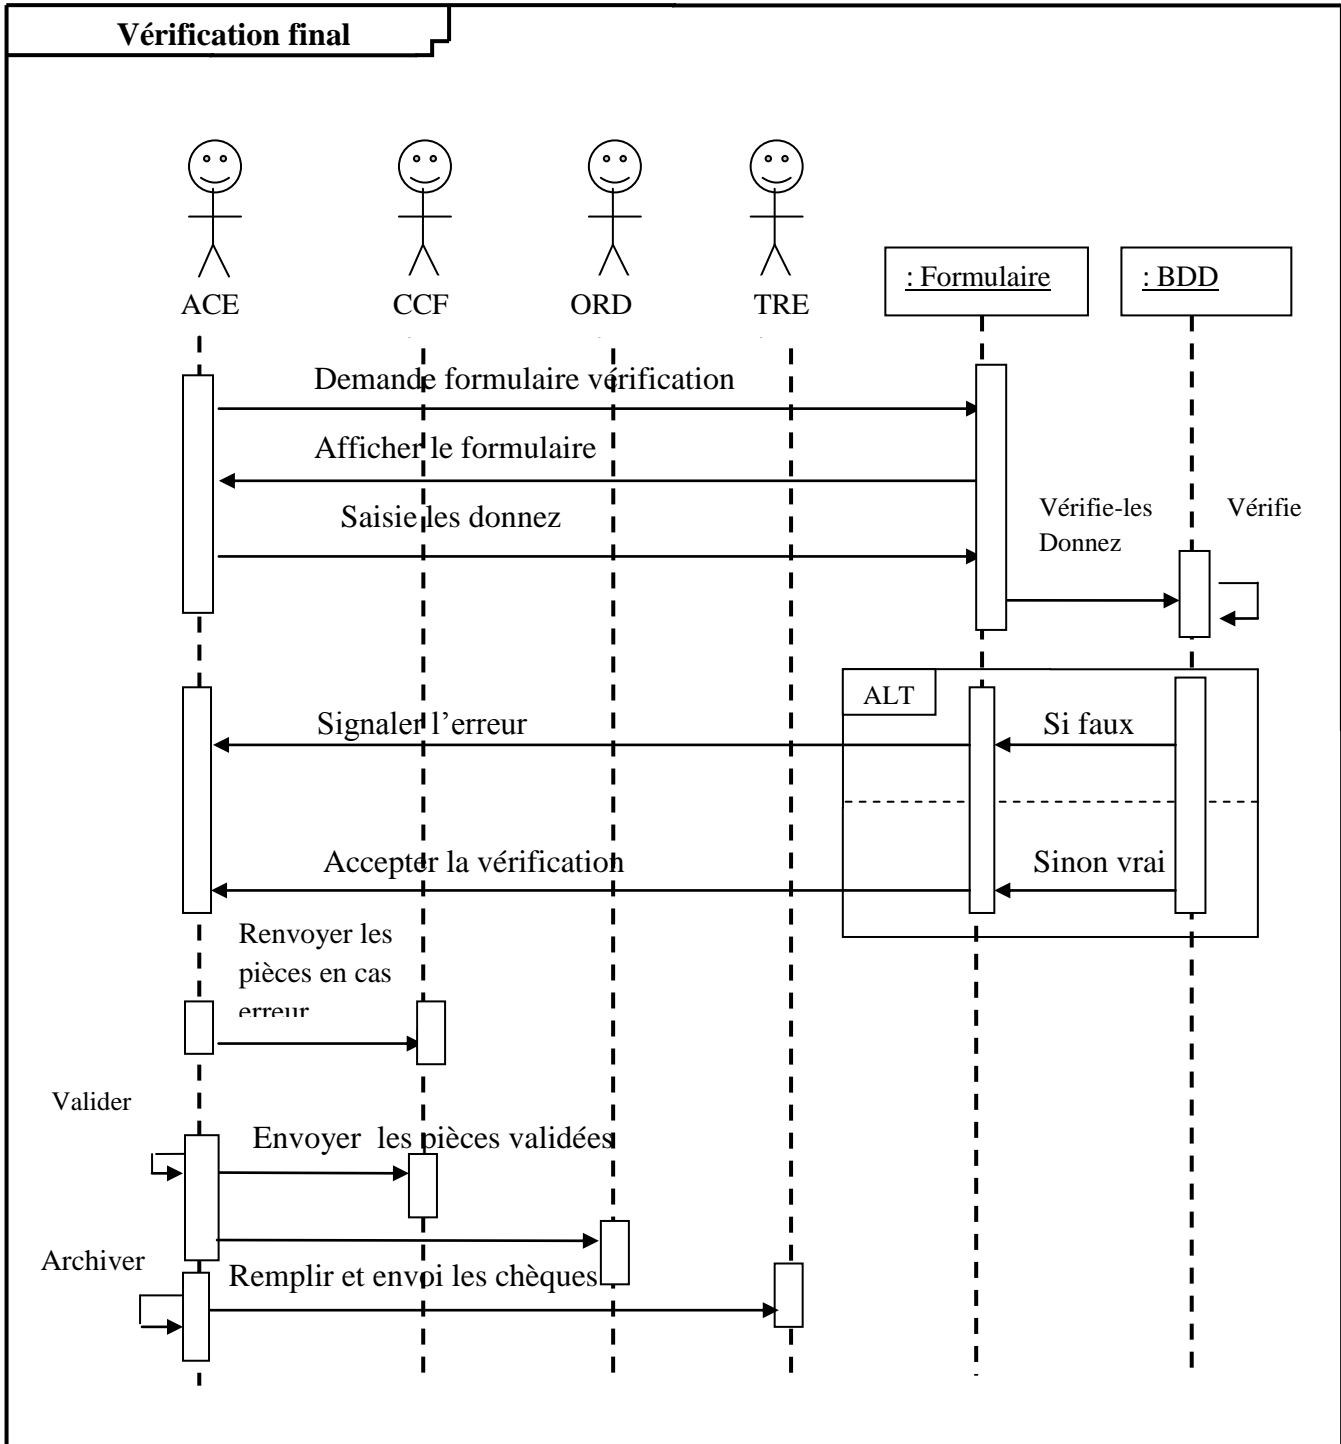 Vérification final
ACE
CCF
ORD
TRE
: Formulaire
: BDD
Demande formulaire vérification
Afficher le formulaire
Saisie les donnez
Vérifie-les
Donnez
Vérifie
ALT
Signaler l’erreur
Si faux
Accepter la vérification
Sinon vrai
Renvoyer les
pièces en cas
erreur
Valider
Envoyer  les pièces validées
Archiver
Remplir et envoi les chèques